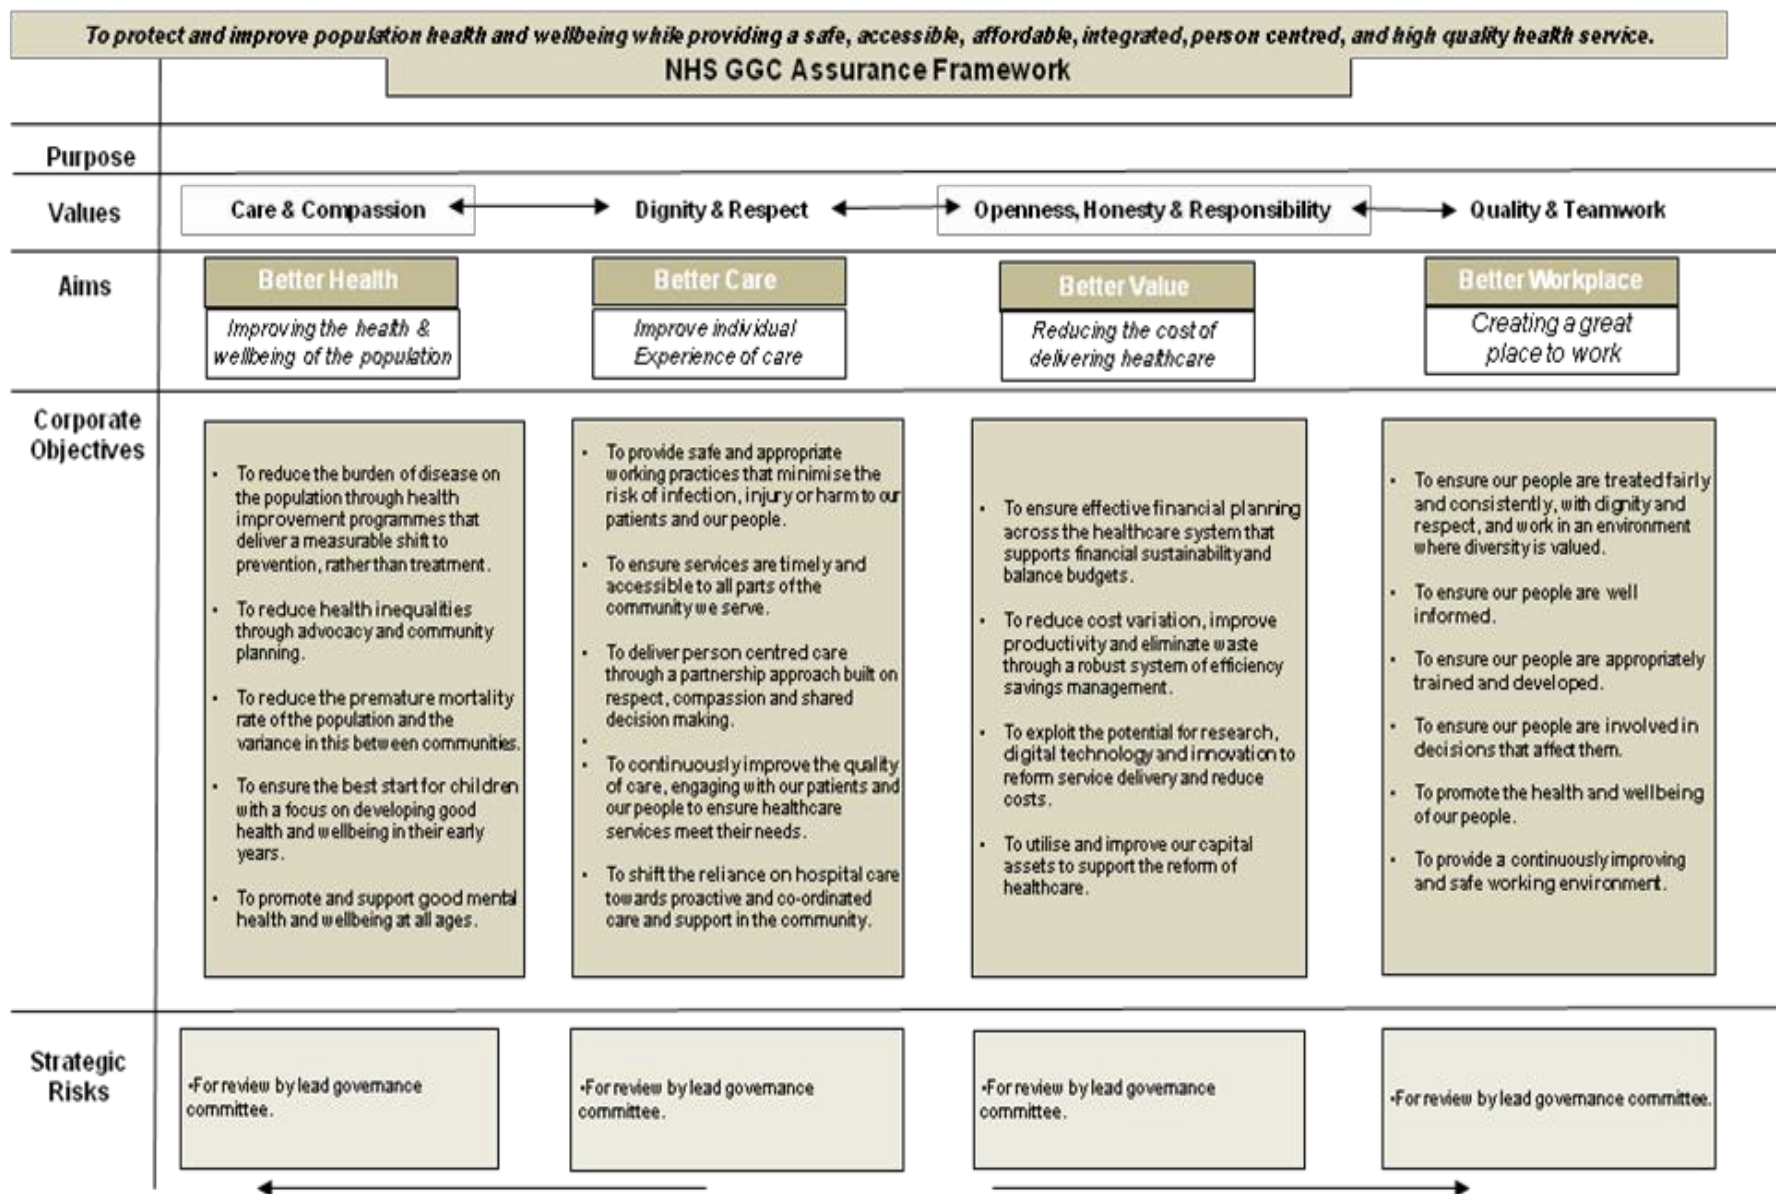 To protect and improve population health and wellbeing while providing a safe, accessible, affordable, integrated, person centred, and high quality health service.
NHS GGC Assurance Framework
Purpose
Values
Care & Compassion
Dignity & Respect
Openness, Honesty & Responsibility
Quality & Teamwork
Aims
Better Health
Improving the health &
wellbeing of the population
Better Care
Improve individual
Experience of care
Better Value
Reducing the cost of
delivering healthcare
Better Workplace
Creating a great
place to work
Corporate
Objectives
• To reduce the burden of disease on
the population through health
improvement programmes that
deliver a measurable shift to
prevention, rather than treatment.
• To reduce health inequalities
through advocacy and community
planning.
• To reduce the premature mortality
rate of the population and the
variance in this between communities.
• To ensure the best start for children
with a focus on developing good
health and wellbeing in their early
years.
• To promote and support good mental
health and wellbeing at all ages.
• To provide safe and appropriate
working practices that minimise the
risk of infection, injury or harm to our
patients and our people.
• To ensure services are timely and
accessible to all parts of the
community we serve.
• To deliver person centred care
through a partnership approach built on
respect, compassion and shared
decision making.
•
• To continuously improve the quality
of care, engaging with our patients and
our people to ensure healthcare
services meet their needs.
• To shift the reliance on hospital care
towards proactive and co-ordinated
care and support in the community.
• To ensure effective financial planning
across the healthcare system that
supports financial sustainability and
balance budgets.
• To reduce cost variation, improve
productivity and eliminate waste
through a robust system of efficiency
savings management.
• To exploit the potential for research,
digital technology and innovation to
reform service delivery and reduce
costs.
• To utilise and improve our capital
assets to support the reform of
healthcare.
• To ensure our people are treated fairly
and consistently, with dignity and
respect, and work in an environment
where diversity is valued.
• To ensure our people are well
informed.
• To ensure our people are appropriately
trained and developed.
• To ensure our people are involved in
decisions that affect them.
• To promote the health and wellbeing
of our people.
• To provide a continuously improving
and safe working environment.
Strategic
Risks
•For review by lead governance
committee.
•For review by lead governance
committee.
•For review by lead governance
committee.
•For review by lead governance committee.